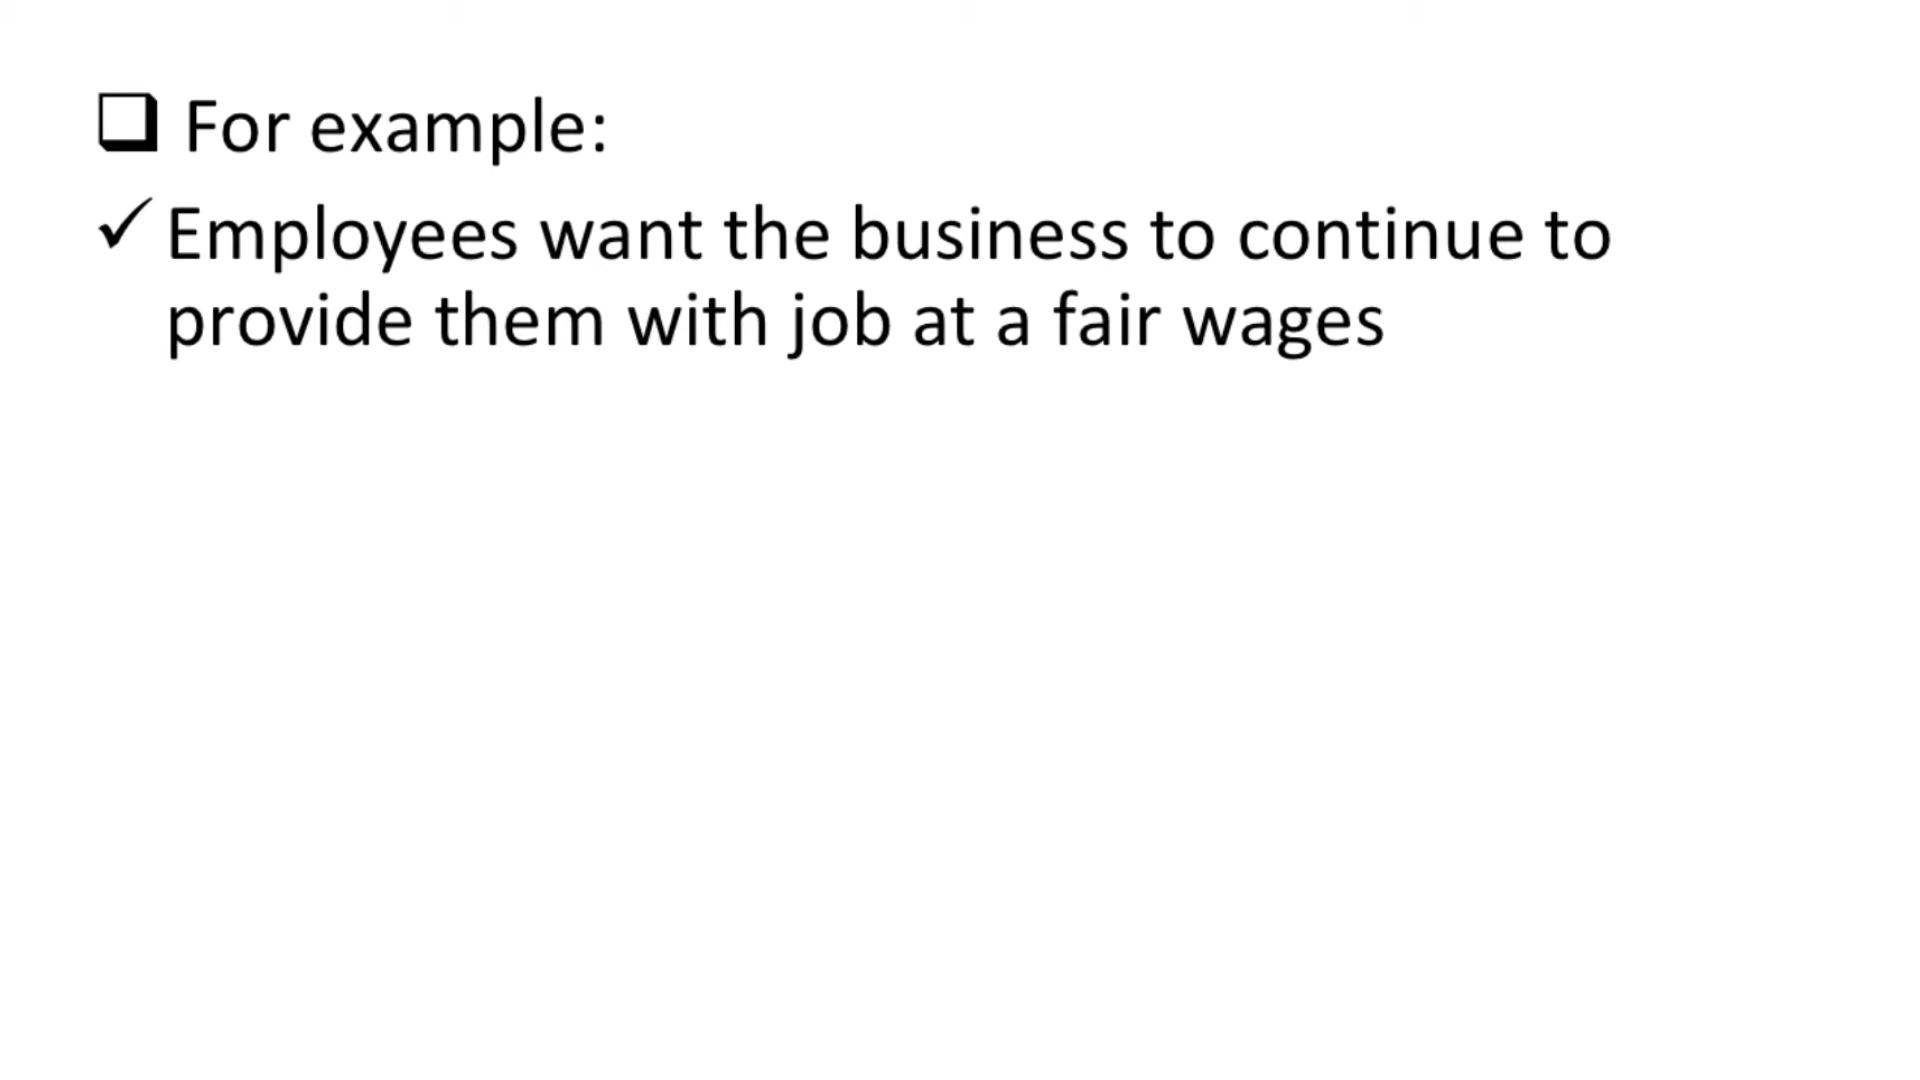 ❑ For example:
✓ Employees want the business to continue to
provide them with job at a fair wages